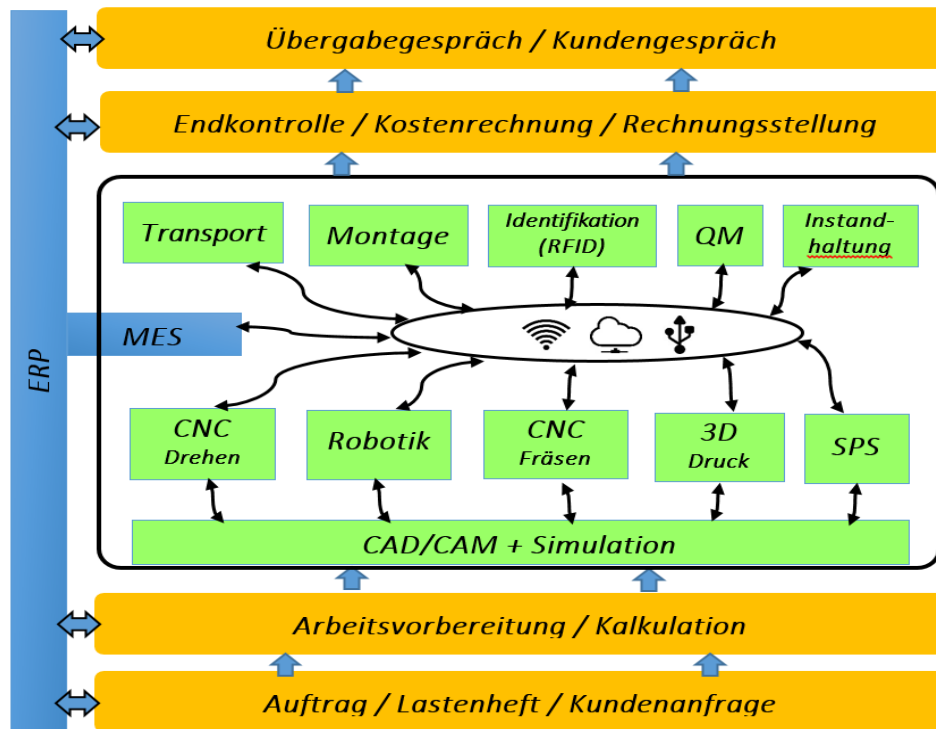 Übergabegespräch / Kundengespräch
Endkontrolle / Kostenrechnung / Rechnungsstellung
Transport
Montage
Identifikation
(RFID)
QM
Instand-
haltung
MES
ERP
CNC
Drehen
Robotik
CNC
Fräsen
3D
Druck
SPS
CAD/CAM + Simulation
Arbeitsvorbereitung / Kalkulation
Auftrag / Lastenheft / Kundenanfrage